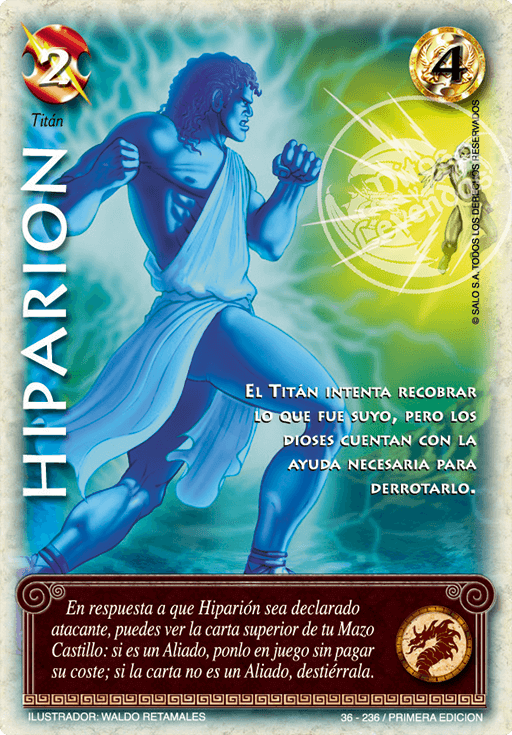 2
4
Titán
HIPARION
© SALO S.A. TODOS LOS DERECHOS RESERVADOS
EL TITÁN INTENTA RECOBRAR
LO QUE FUE SUYO, PERO LOS
DIOSES CUENTAN CON LA
AYUDA NECESARIA PARA
DERROTARLO.
En respuesta a que Hiparión sea declarado
atacante, puedes ver la carta superior de tu Mazo
Castillo: si es un Aliado, ponlo en juego sin pagar
su coste; si la carta no es un Aliado, destiérrala.
ILUSTRADOR: WALDO RETAMALES
36 - 236 / PRIMERA EDICION